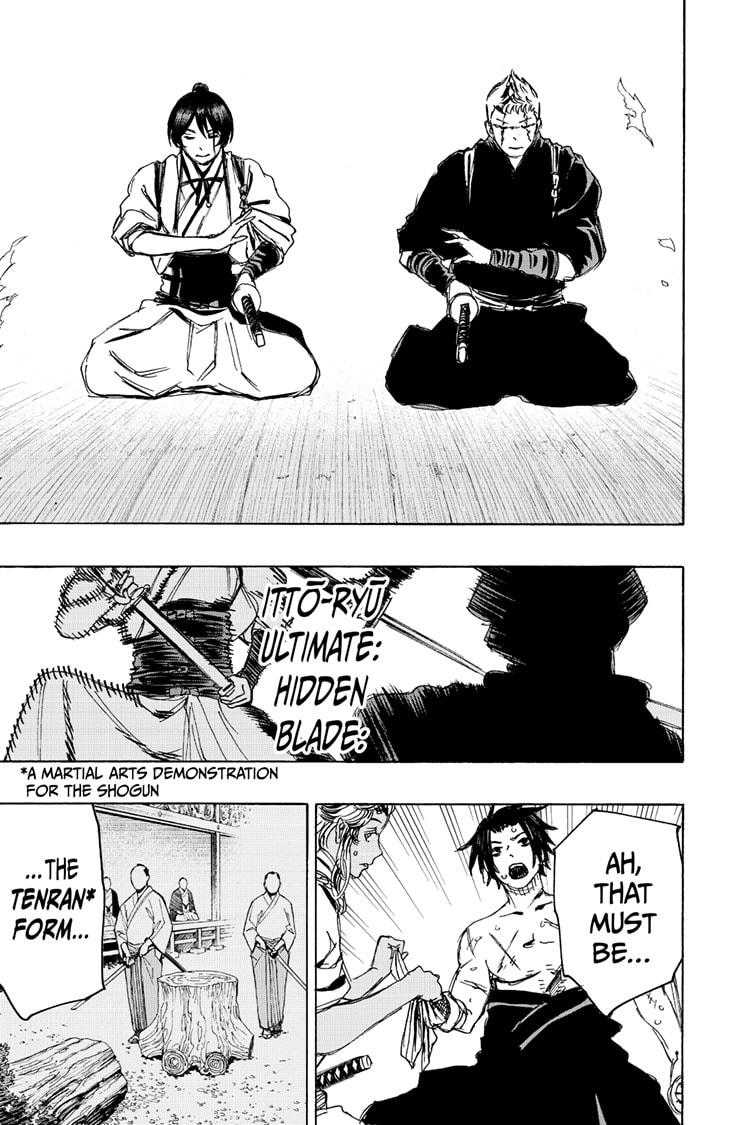 ITTŌ-RYŪ
ULTIMATE:
HIDDEN
BLADE:
*A MARTIAL ARTS DEMONSTRATION
FOR THE SHOGUN
AH,
THAT
MUST
BE...
...THE
TENRAN*
FORM...